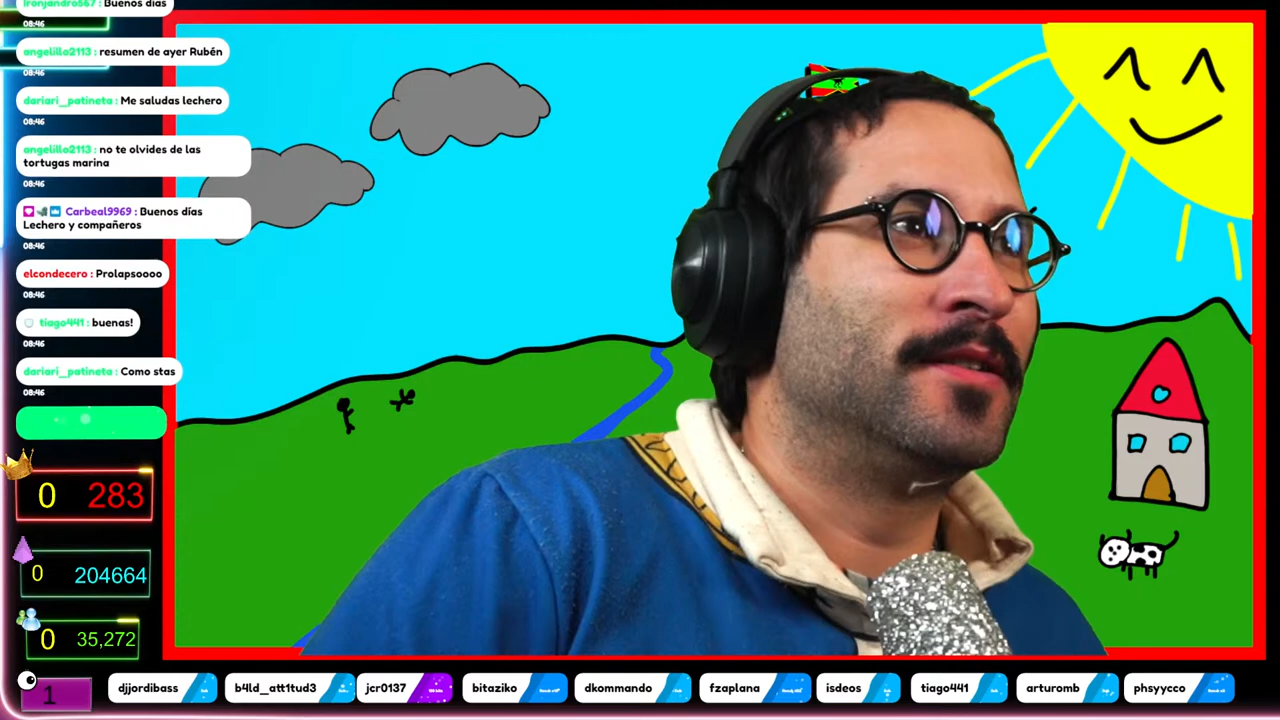 Ironjandro567 : Buenos días
08:46
angelillo2113 : resumen de ayer Rubén
08:46
dariari_patineta : Me saludas lechero
08:46
angelillo2113 : no te olvides de las
tortugas marina
08:46
Carbeal9969 : Buenos días
Lechero y compañeros
08:46
elcondecero : Prolapsoooo
08:46
tiago441 : buenas!
08:46
dariari_patineta : Como stas
08:46
0 283
0 204664
0 35,272
1
djjordibass
b4ld_att1tud3
jcr0137
bitaziko
dkommando
fzaplana
isdeos
tiago441
arturomb
phsyycco